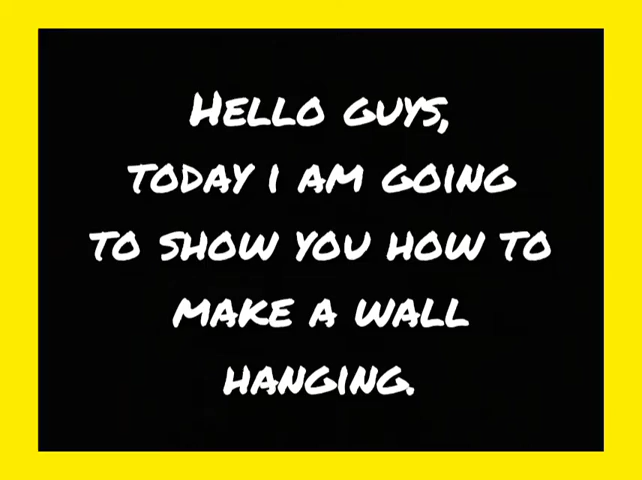 Hello guys,
today i am going
to show you how to
make a wall
hanging.